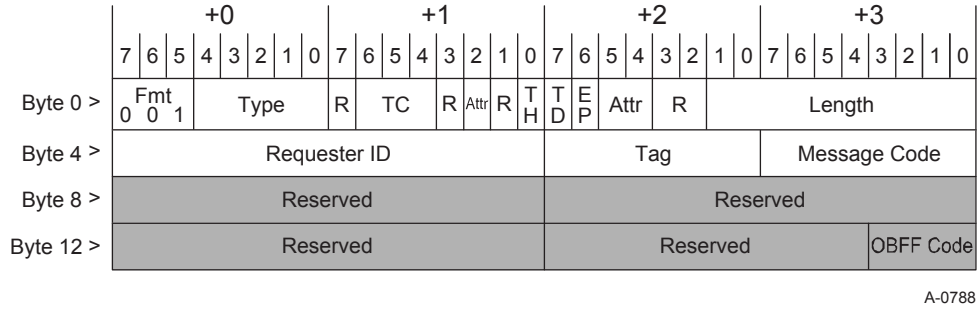 +0 +1 +2 +3
7 6 5 4 3 2 1 0 7 6 5 4 3 2 1 0 7 6 5 4 3 2 1 0 7 6 5 4 3 2 1 0
Byte 0 > Fmt 0 0 1 Type R TC R Attr R TH TD EP Attr R Length
Byte 4 > Requester ID Tag Message Code
Byte 8 > Reserved Reserved
Byte 12 > Reserved Reserved OBFF Code
A-0788